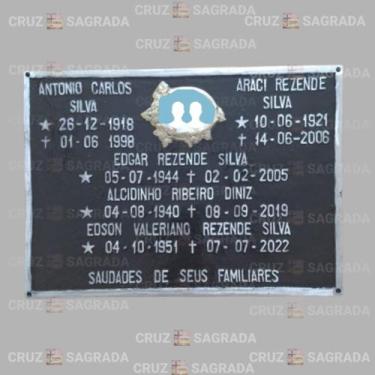 ANTONIO CARLOS
SILVA
★ 26-12-1918
✝ 01-06 1998
ARACI REZENDE
SILVA
★ 10-06-1921
✝ 14-06-2006
EDGAR REZENDE SILVA
★ 05-07-1944 ✝ 02-02-2005
ALCIDINHO RIBEIRO DINIZ
★ 04-08-1940 ✝ 08-09-2019
EDSON VALERIANO REZENDE SILVA
★ 04-10-1951 ✝ 07-07-2022
SAUDADES DE SEUS FAMILIARES
CRUZ SAGRADA